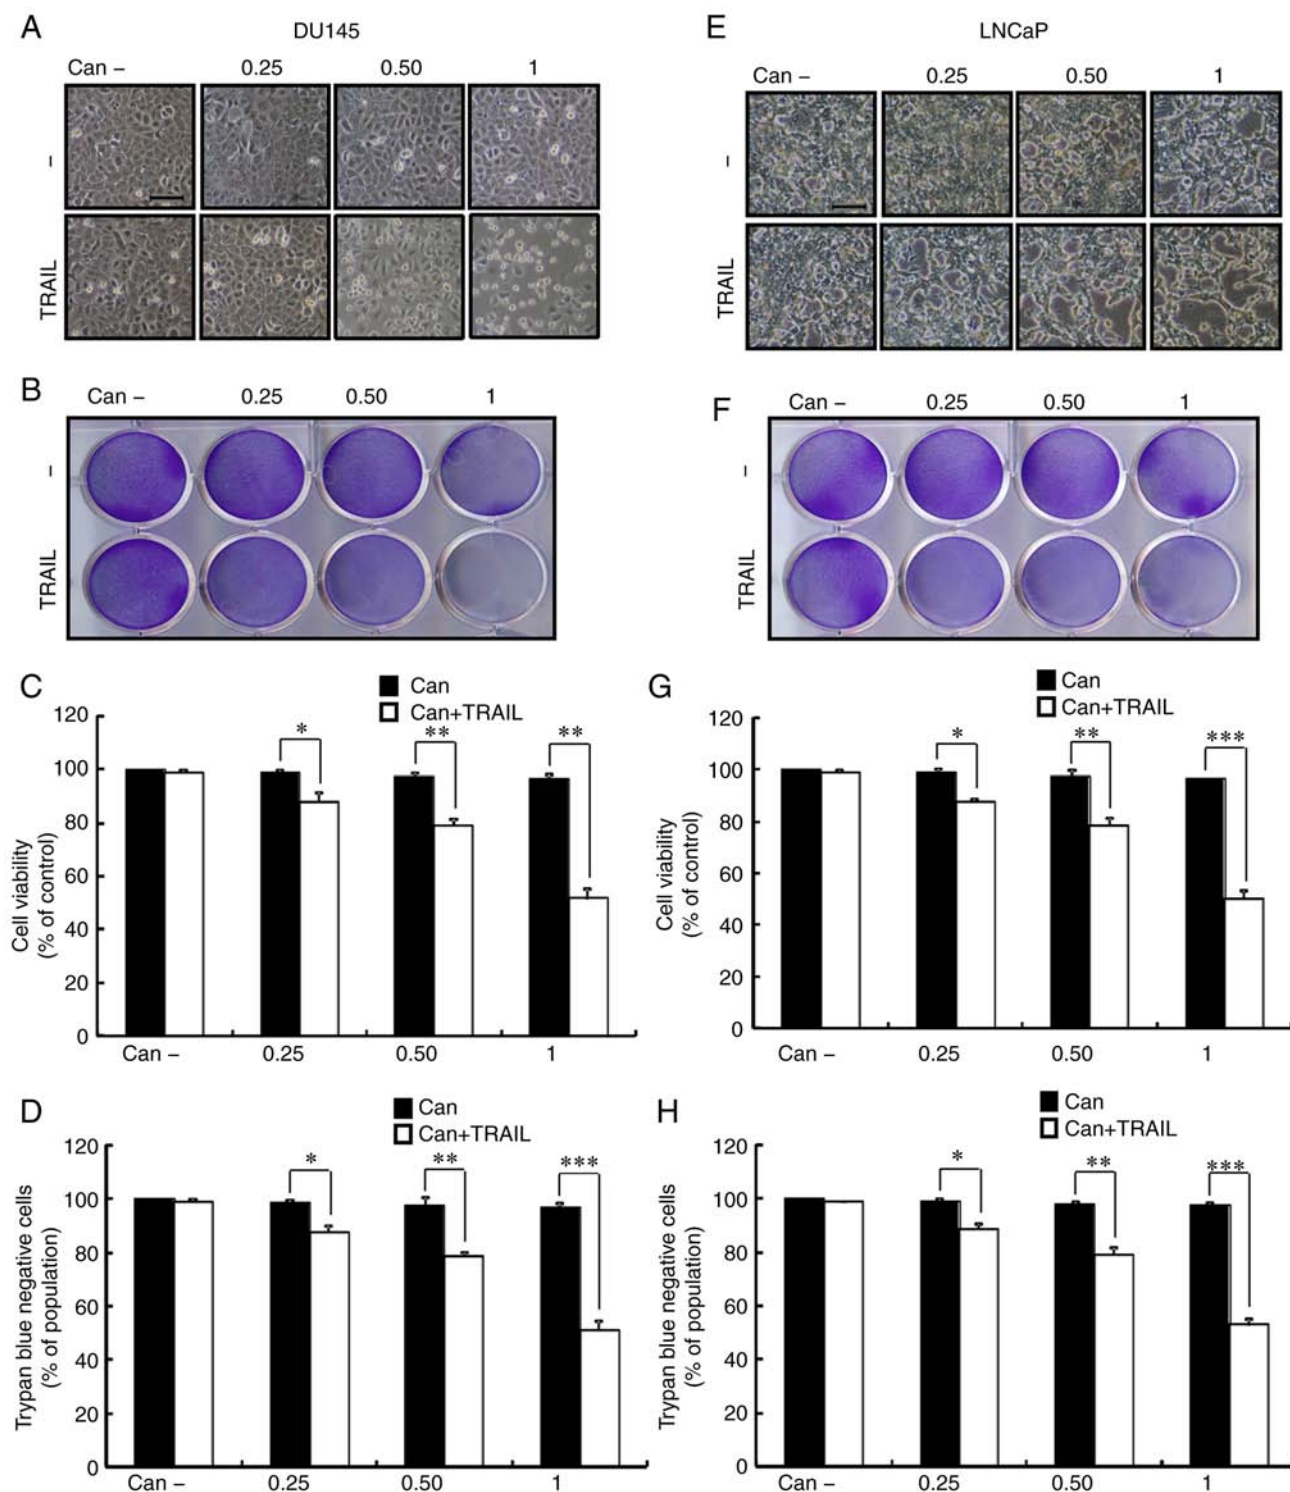 A
DU145
Can – 0.25 0.50 1
–
TRAIL
B
Can – 0.25 0.50 1
–
TRAIL
C
Can
Can+TRAIL
120
100
80
60
40
20
0
* ** **
Cell viability
(% of control)
Can – 0.25 0.50 1
D
Can
Can+TRAIL
120
100
80
60
40
20
0
* ** ***
Trypan blue negative cells
(% of population)
Can – 0.25 0.50 1
E
LNCaP
Can – 0.25 0.50 1
–
TRAIL
F
Can – 0.25 0.50 1
–
TRAIL
G
Can
Can+TRAIL
120
100
80
60
40
20
0
* ** ***
Cell viability
(% of control)
Can – 0.25 0.50 1
H
Can
Can+TRAIL
120
100
80
60
40
20
0
* ** ***
Trypan blue negative cells
(% of population)
Can – 0.25 0.50 1